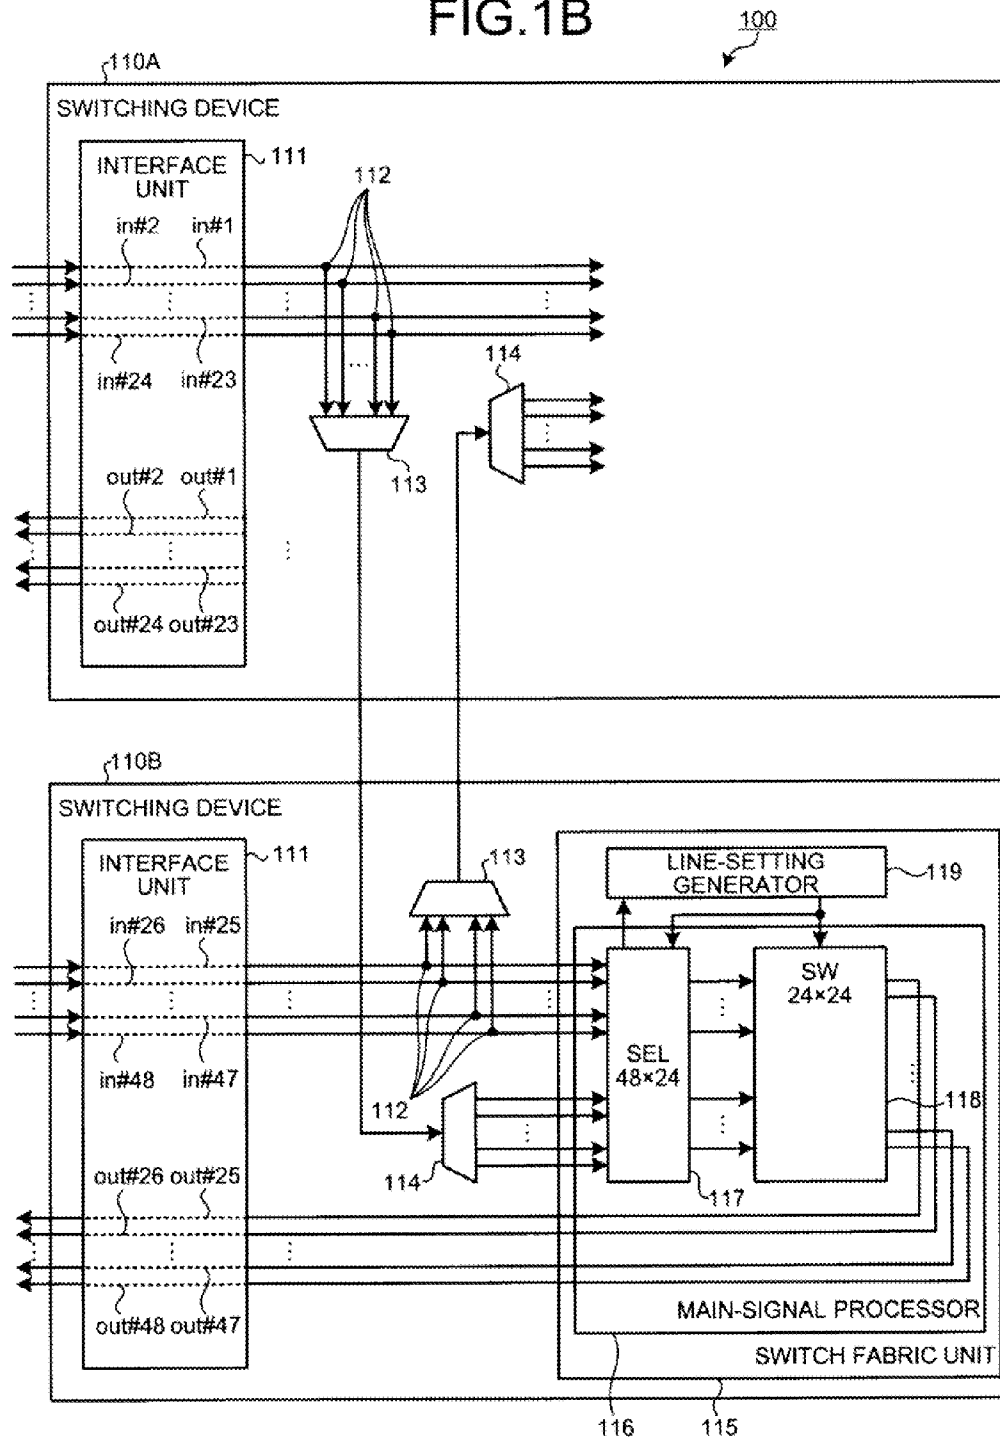 FIG.1B
100
110A
SWITCHING DEVICE
INTERFACE
UNIT
111
112
in#2
in#1
in#24
in#23
114
113
out#2
out#1
out#24
out#23
110B
SWITCHING DEVICE
INTERFACE
UNIT
111
113
LINE-SETTING
GENERATOR
119
in#26
in#25
SW
24×24
SEL
48×24
in#48
in#47
112
118
114
117
out#26
out#25
out#48
out#47
MAIN-SIGNAL PROCESSOR
SWITCH FABRIC UNIT
116
115